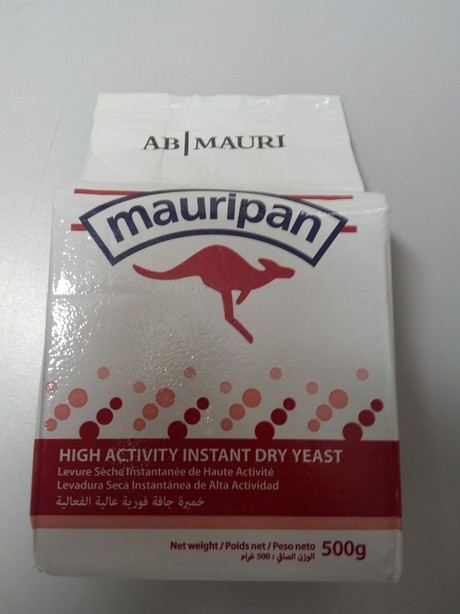 AB|MAURI
mauripan
HIGH ACTIVITY INSTANT DRY YEAST
Levure Sèche Instantanée de Haute Activité
Levadura Seca Instantánea de Alta Actividad
خميرة جافة فورية عالية الفعالية
Net weight / Poids net / Peso neto 500g
الوزن الصافي : 500 غرام